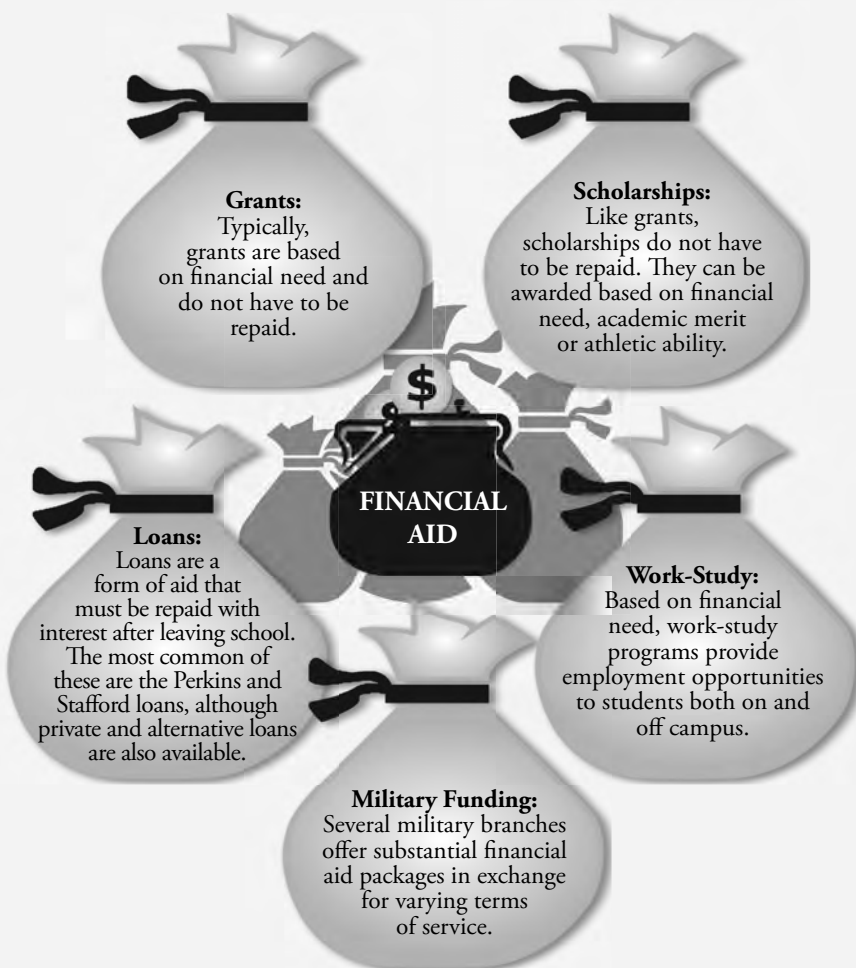 Grants:
Typically,
grants are based
on financial need and
do not have to be
repaid.
Scholarships:
Like grants,
scholarships do not have
to be repaid. They can be
awarded based on financial
need, academic merit
or athletic ability.
$
FINANCIAL
AID
Loans:
Loans are a
form of aid that
must be repaid with
interest after leaving school.
The most common of
these are the Perkins and
Stafford loans, although
private and alternative loans
are also available.
Work-Study:
Based on financial
need, work-study
programs provide
employment opportunities
to students both on and
off campus.
Military Funding:
Several military branches
offer substantial financial
aid packages in exchange
for varying terms
of service.